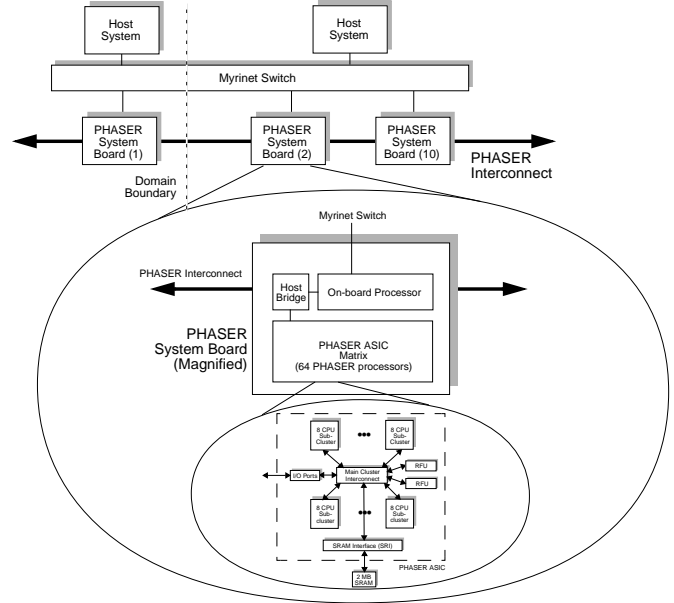 Host
System
Host
System
Myrinet Switch
PHASER
System
Board (1)
PHASER
System
Board (2)
PHASER
System
Board (10)
PHASER
Interconnect
Domain
Boundary
Myrinet Switch
PHASER Interconnect
Host
Bridge
On-board Processor
PHASER
System Board
(Magnified)
PHASER ASIC
Matrix
(64 PHASER processors)
8 CPU
Sub-
Cluster
8 CPU
Sub-
Cluster
I/O Ports
Main Cluster
Interconnect
RFU
RFU
8 CPU
Sub-
cluster
8 CPU
Sub-
cluster
SRAM Interface (SRI)
PHASER ASIC
2 MB
SRAM